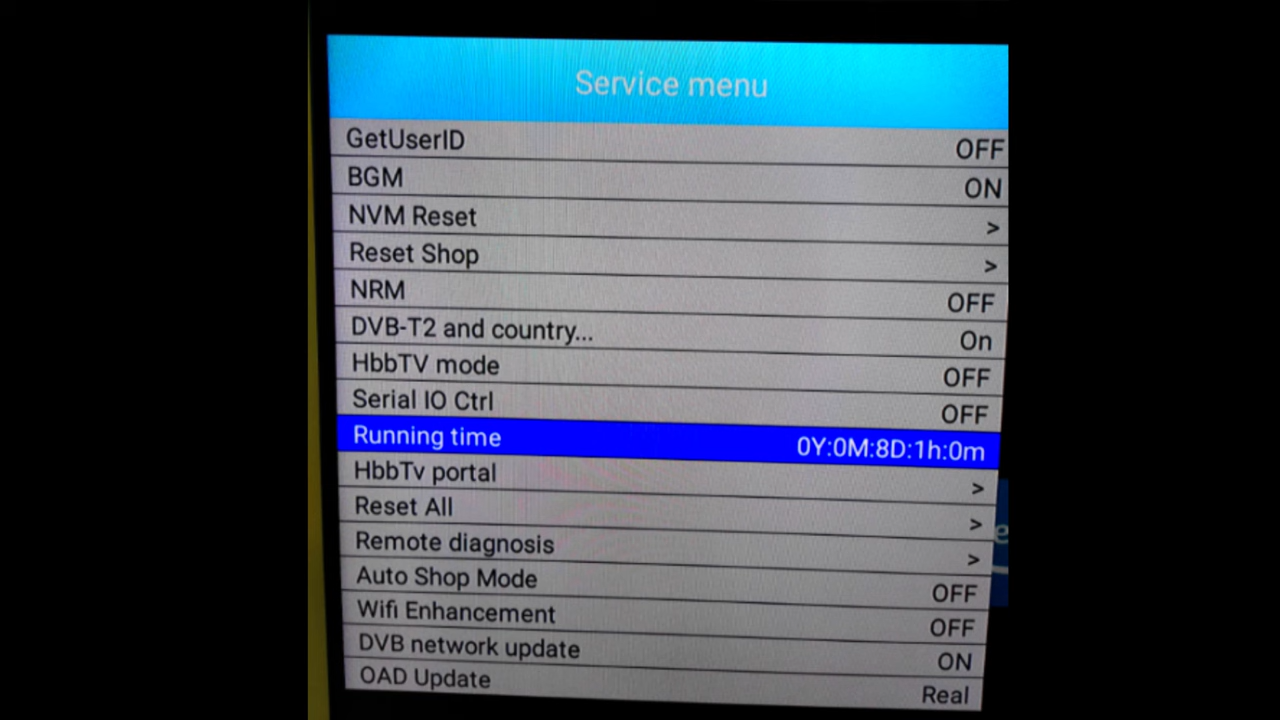 Service menu
GetUserID OFF
BGM ON
NVM Reset >
Reset Shop >
NRM OFF
DVB-T2 and country... On
HbbTV mode OFF
Serial IO Ctrl OFF
Running time 0Y:0M:8D:1h:0m
HbbTv portal >
Reset All >
Remote diagnosis >
Auto Shop Mode OFF
Wifi Enhancement OFF
DVB network update ON
OAD Update Real